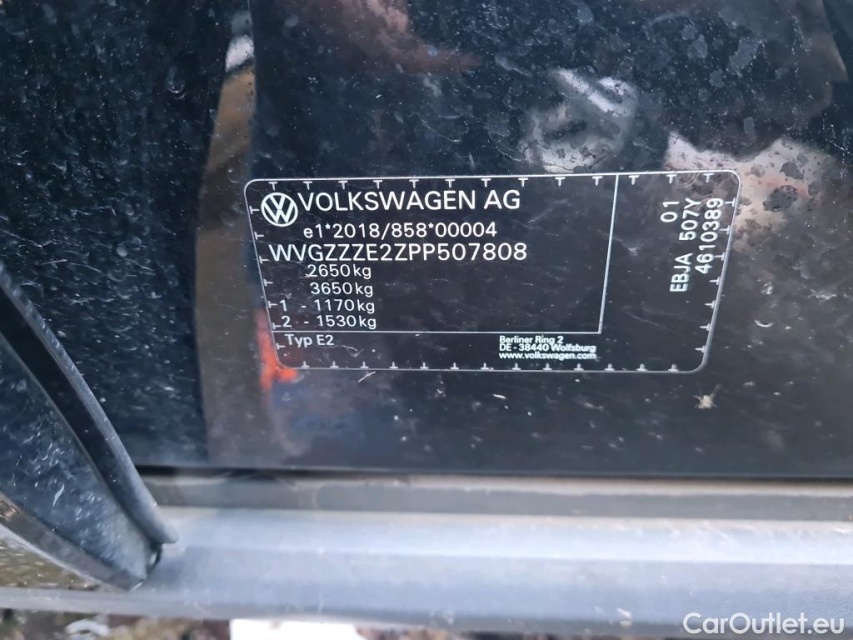 VOLKSWAGEN AG
e1*2018/858*00004
WVGZZZE2ZPP507808
2650kg
3650kg
1 - 1170kg
2 - 1530kg
Typ E2
Berliner Ring 2
DE - 38440 Wolfsburg
www.volkswagen.com
01
EBJA 507Y
4610389
CarOutlet.eu